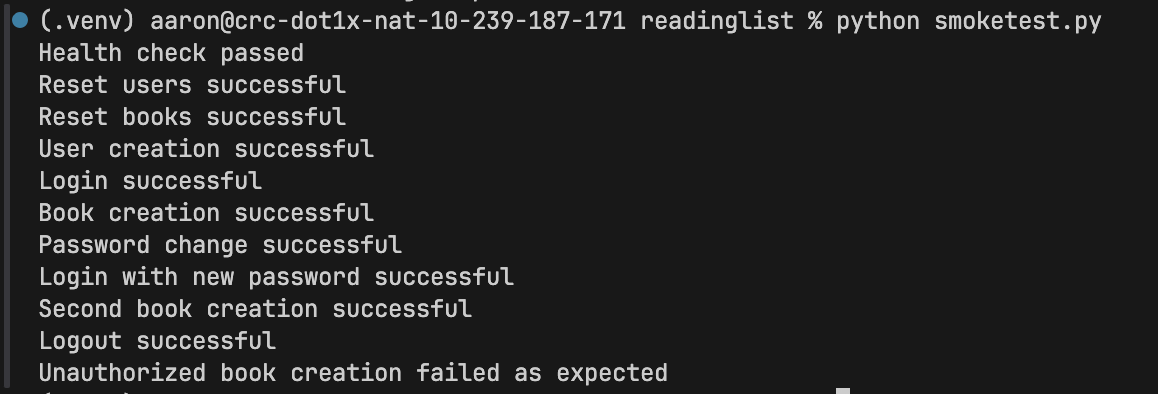 (.venv) aaron@crc-dot1x-nat-10-239-187-171 readinglist % python smoketest.py
Health check passed
Reset users successful
Reset books successful
User creation successful
Login successful
Book creation successful
Password change successful
Login with new password successful
Second book creation successful
Logout successful
Unauthorized book creation failed as expected